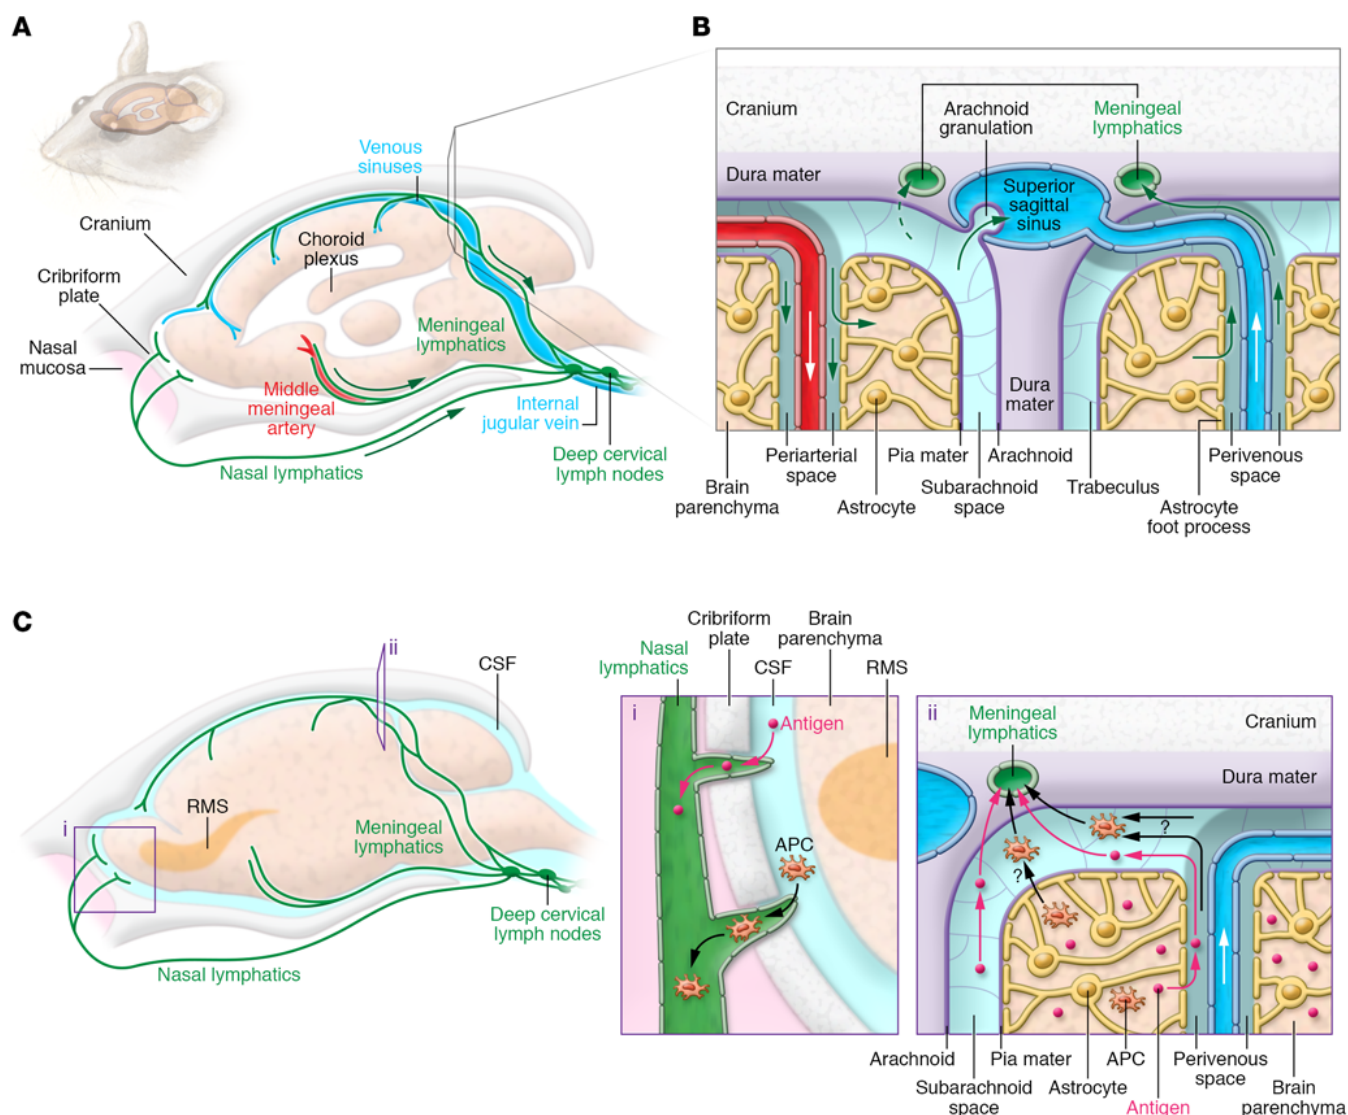 A
Venous
sinuses
Cranium
Choroid
plexus
Cribriform
plate
Nasal
mucosa
Meningeal
lymphatics
Middle
meningeal
artery
Internal
jugular vein
Nasal lymphatics
Deep cervical
lymph nodes
B
Cranium
Arachnoid
granulation
Meningeal
lymphatics
Dura mater
Superior
sagittal
sinus
Dura
mater
Brain
parenchyma
Periarterial
space
Astrocyte
Pia mater
Subarachnoid
space
Arachnoid
Trabeculus
Astrocyte
foot process
Perivenous
space
C
ii
CSF
RMS
i
Meningeal
lymphatics
Deep cervical
lymph nodes
Nasal lymphatics
Nasal
lymphatics
Cribriform
plate
CSF
Brain
parenchyma
RMS
i
Antigen
APC
ii
Meningeal
lymphatics
Cranium
Dura mater
?
?
Arachnoid
Subarachnoid
space
Pia mater
Astrocyte
APC
Antigen
Perivenous
space
Brain
parenchyma